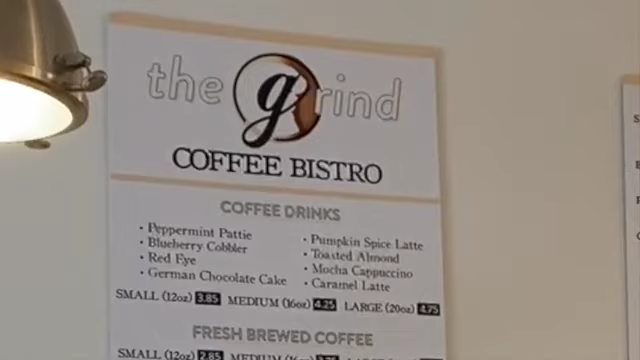 the grind
COFFEE BISTRO
COFFEE DRINKS
· Peppermint Pattie
· Blueberry Cobbler
· Red Eye
· German Chocolate Cake
· Pumpkin Spice Latte
· Toasted Almond
· Mocha Cappuccino
· Caramel Latte
SMALL (12oz) 3.85 MEDIUM (16oz) 4.25 LARGE (20oz) 4.75
FRESH BREWED COFFEE
SMALL (12oz) 2.85 MEDIUM